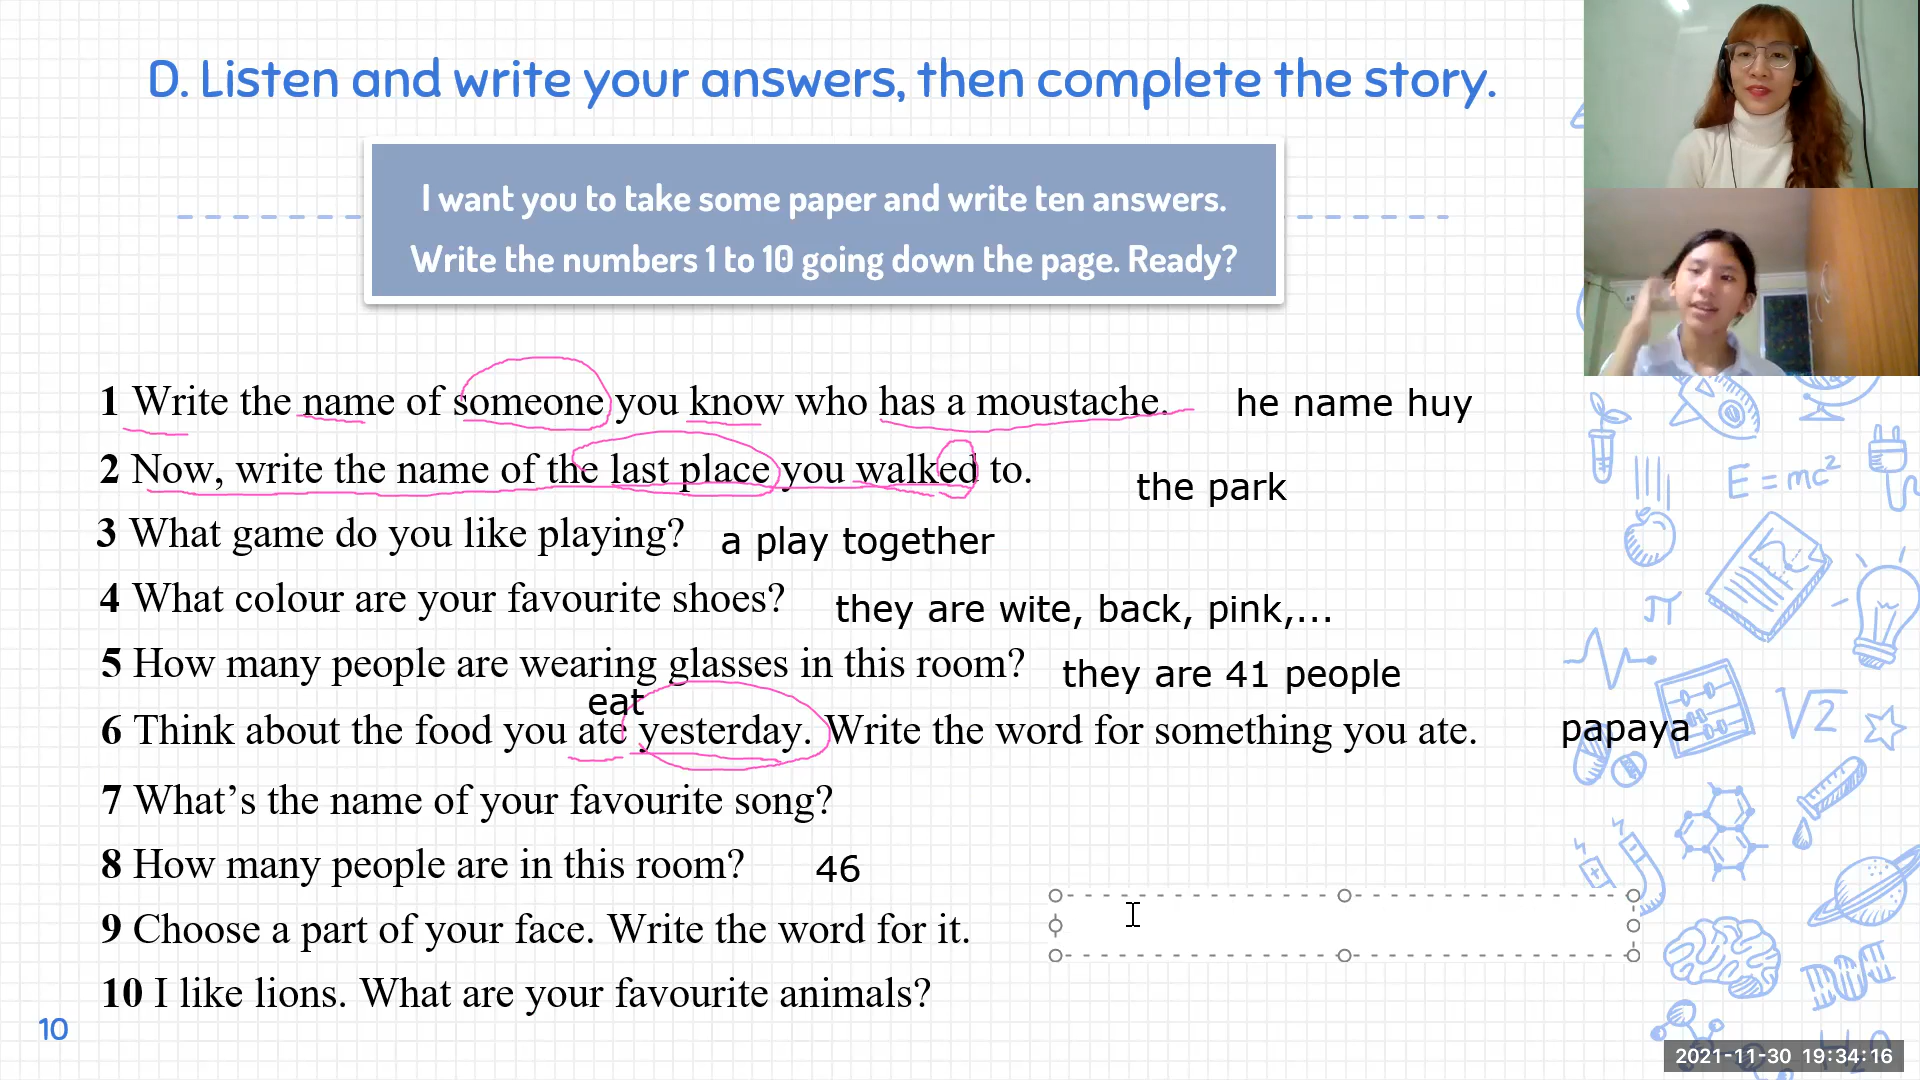 D. Listen and write your answers, then complete the story.
I want you to take some paper and write ten answers.
Write the numbers 1 to 10 going down the page. Ready?
1 Write the name of someone you know who has a moustache. he name huy
2 Now, write the name of the last place you walked to. the park
3 What game do you like playing? a play together
4 What colour are your favourite shoes? they are wite, back, pink,...
5 How many people are wearing glasses in this room? they are 41 people
eat
6 Think about the food you ate yesterday. Write the word for something you ate. papaya
7 What's the name of your favourite song?
8 How many people are in this room? 46
9 Choose a part of your face. Write the word for it.
10 I like lions. What are your favourite animals?
10
E = mc²
π
√2
H₂O
2021-11-30 19:34:16